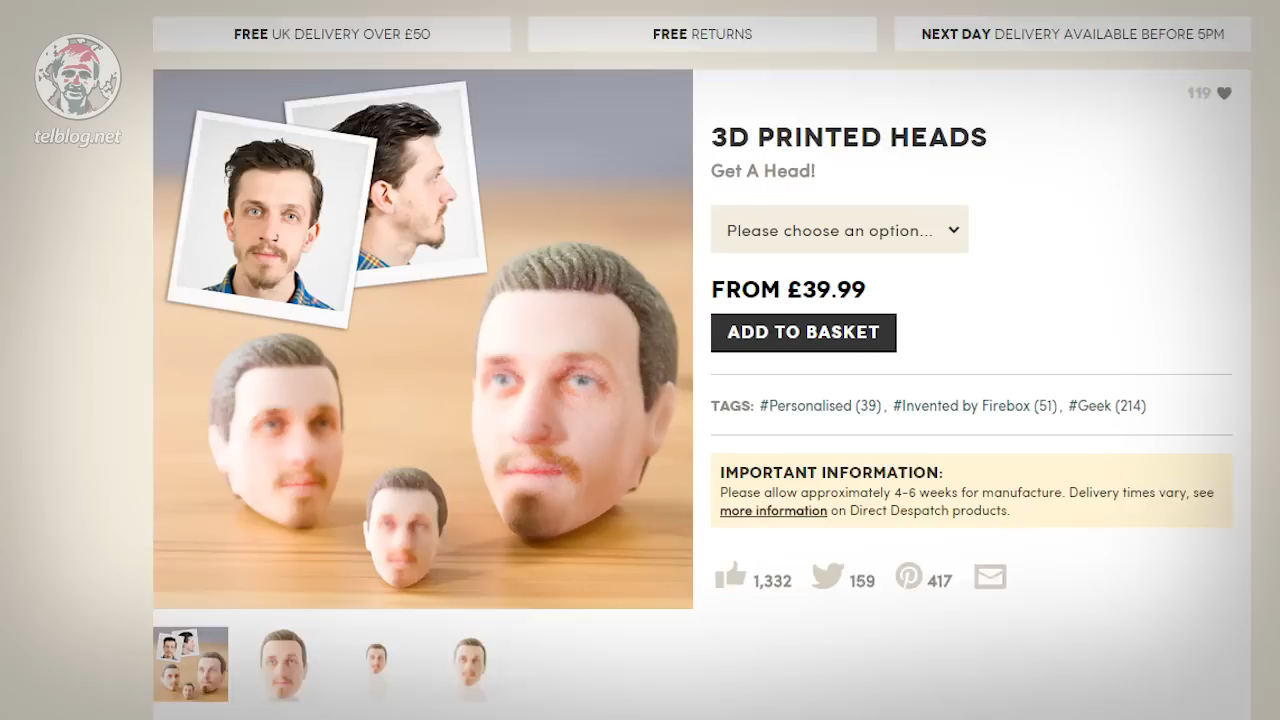 FREE UK DELIVERY OVER £50
FREE RETURNS
NEXT DAY DELIVERY AVAILABLE BEFORE 5PM
telblog.net
119
3D PRINTED HEADS
Get A Head!
Please choose an option...
FROM £39.99
ADD TO BASKET
TAGS: #Personalised (39), #Invented by Firebox (51), #Geek (214)
IMPORTANT INFORMATION:
Please allow approximately 4-6 weeks for manufacture. Delivery times vary, see
more information on Direct Despatch products.
1,332 159 417